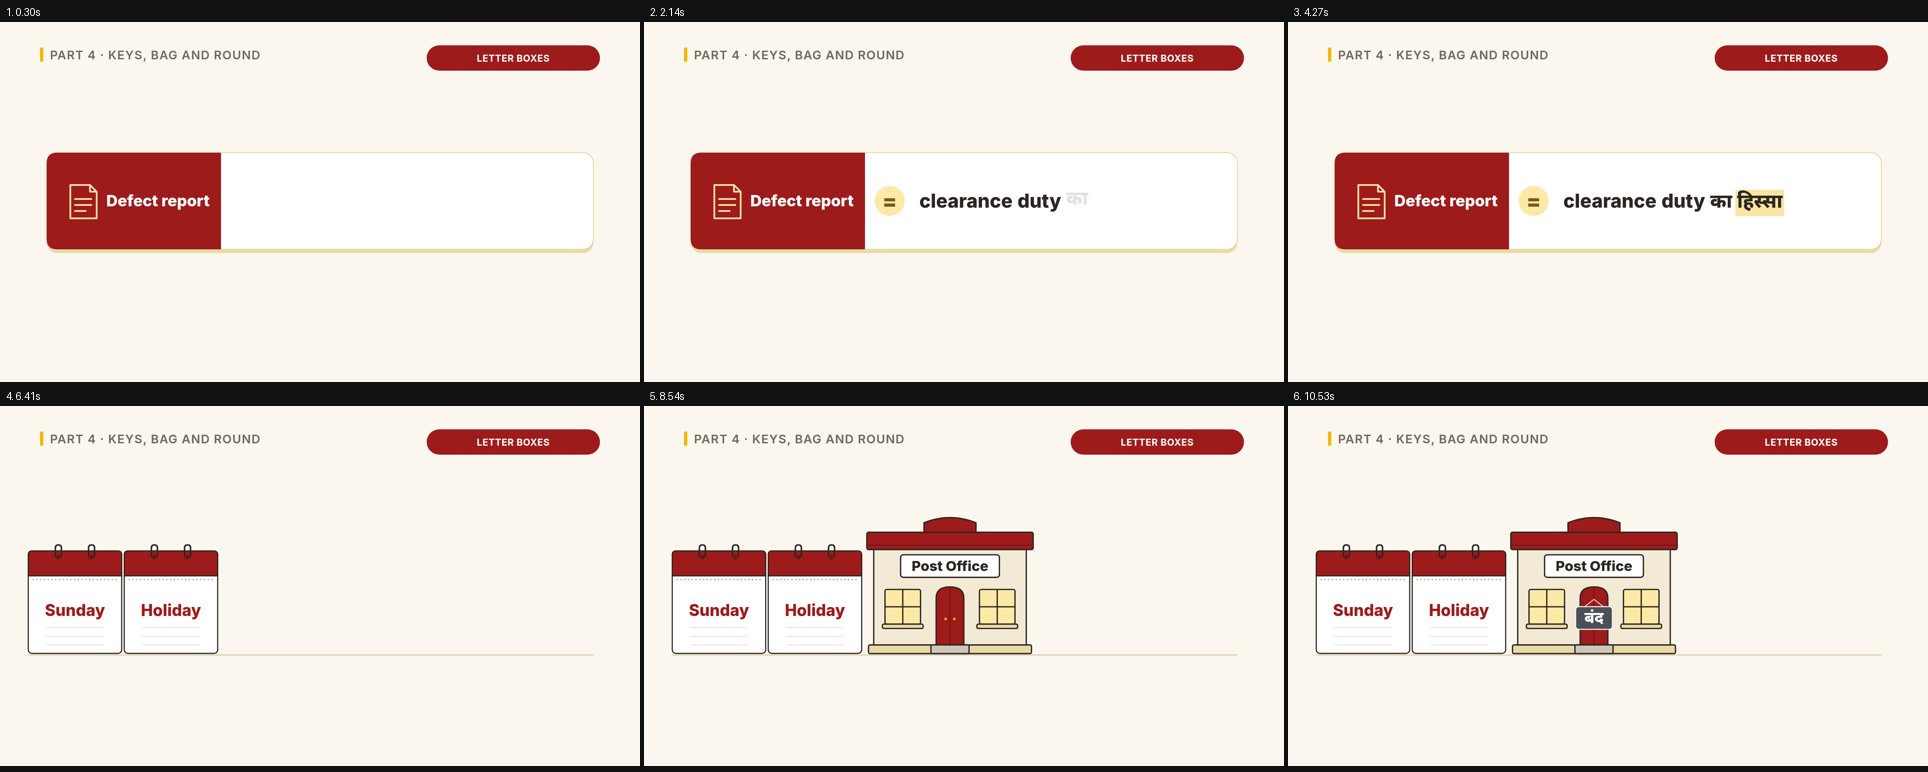 1. 0.30s
PART 4 · KEYS, BAG AND ROUND
LETTER BOXES
Defect report
2. 2.14s
PART 4 · KEYS, BAG AND ROUND
LETTER BOXES
Defect report = clearance duty का
3. 4.27s
PART 4 · KEYS, BAG AND ROUND
LETTER BOXES
Defect report = clearance duty का हिस्सा
4. 6.41s
PART 4 · KEYS, BAG AND ROUND
LETTER BOXES
Sunday Holiday
5. 8.54s
PART 4 · KEYS, BAG AND ROUND
LETTER BOXES
Post Office
Sunday Holiday
6. 10.53s
PART 4 · KEYS, BAG AND ROUND
LETTER BOXES
Post Office
Sunday Holiday
बंद